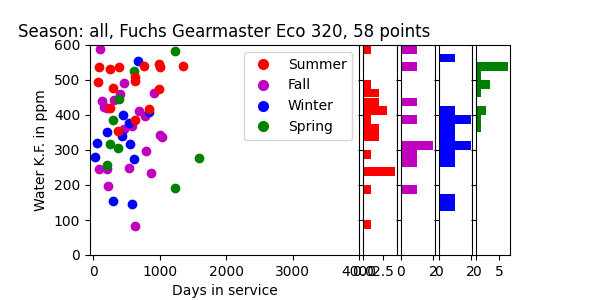 Season: all, Fuchs Gearmaster Eco 320, 58 points
600
500
400
300
200
100
0
Water K.F. in ppm
Summer
Fall
Winter
Spring
0 1000 2000 3000 4000 0.0 2.5 0 2 0 2 0 5
Days in service